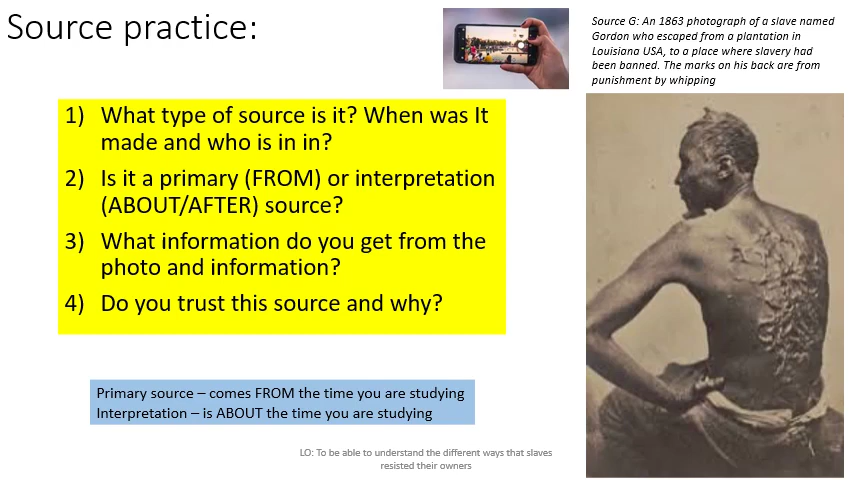 Source practice:
Source G: An 1863 photograph of a slave named
Gordon who escaped from a plantation in
Louisiana USA, to a place where slavery had
been banned. The marks on his back are from
punishment by whipping
1) What type of source is it? When was It
made and who is in in?
2) Is it a primary (FROM) or interpretation
(ABOUT/AFTER) source?
3) What information do you get from the
photo and information?
4) Do you trust this source and why?
Primary source – comes FROM the time you are studying
Interpretation – is ABOUT the time you are studying
LO: To be able to understand the different ways that slaves
resisted their owners